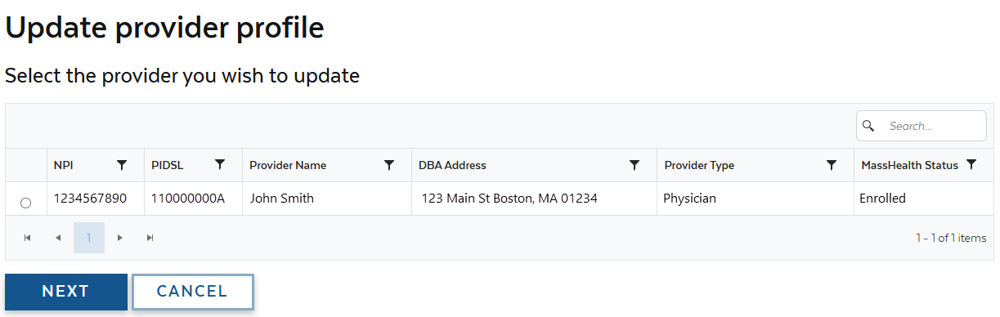 Update provider profile
Select the provider you wish to update
Search...
NPI PIDSL Provider Name DBA Address Provider Type MassHealth Status
1234567890 110000000A John Smith 123 Main St Boston, MA 01234 Physician Enrolled
1 1 - 1 of 1 items
NEXT CANCEL